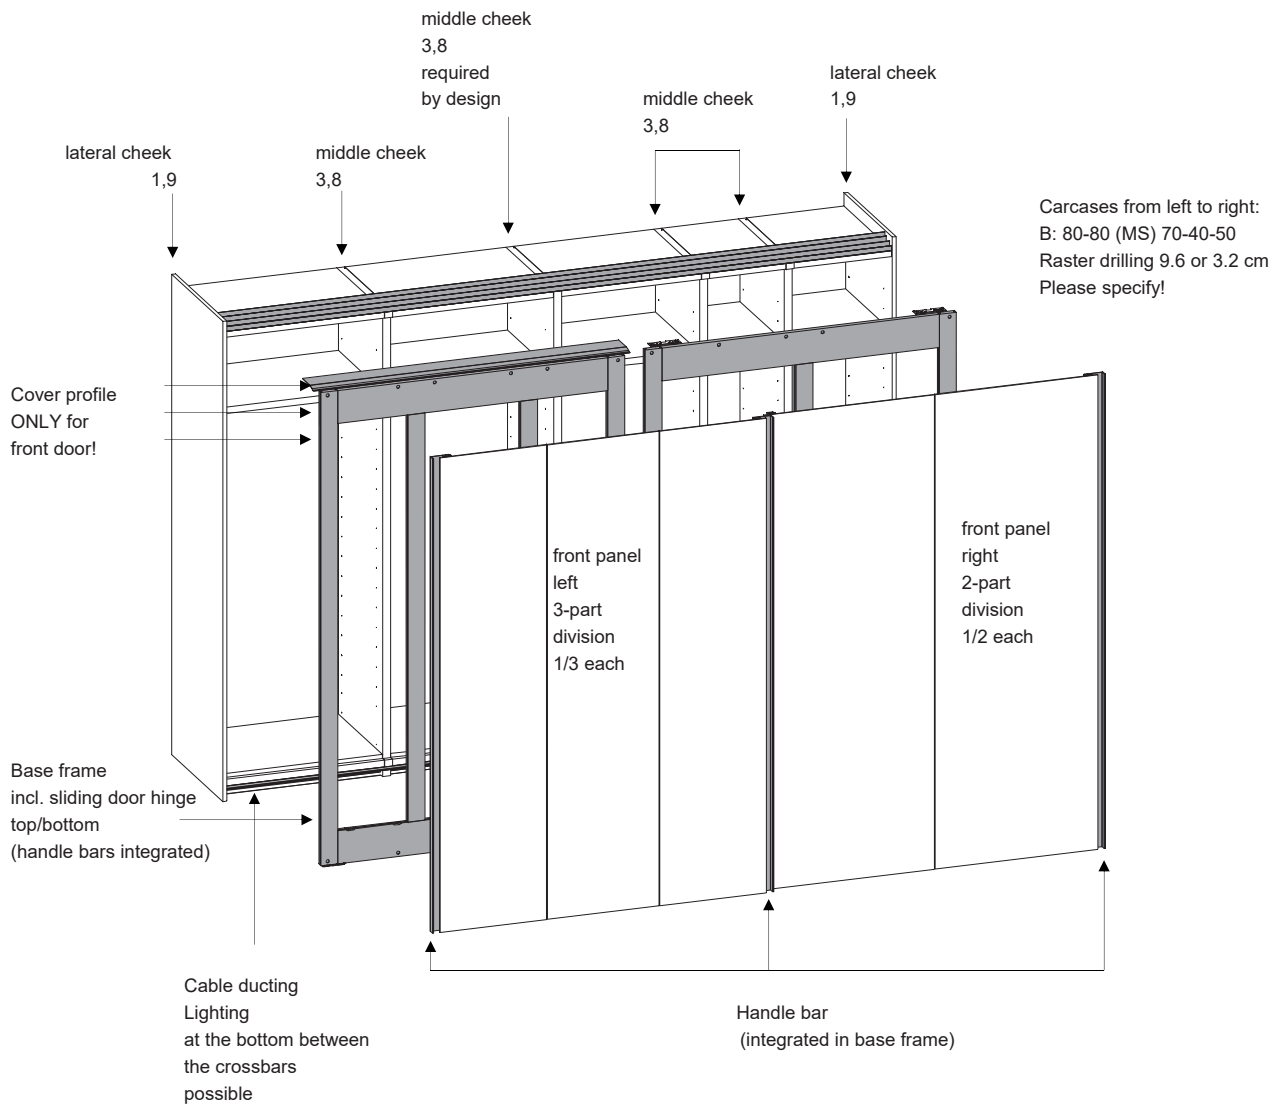 middle cheek
3,8
required
by design
lateral cheek
1,9
middle cheek
3,8
lateral cheek
1,9
middle cheek
3,8
Carcases from left to right:
B: 80-80 (MS) 70-40-50
Raster drilling 9.6 or 3.2 cm
Please specify!
Cover profile
ONLY for
front door!
front panel
left
3-part
division
1/3 each
front panel
right
2-part
division
1/2 each
Base frame
incl. sliding door hinge
top/bottom
(handle bars integrated)
Cable ducting
Lighting
at the bottom between
the crossbars
possible
Handle bar
(integrated in base frame)